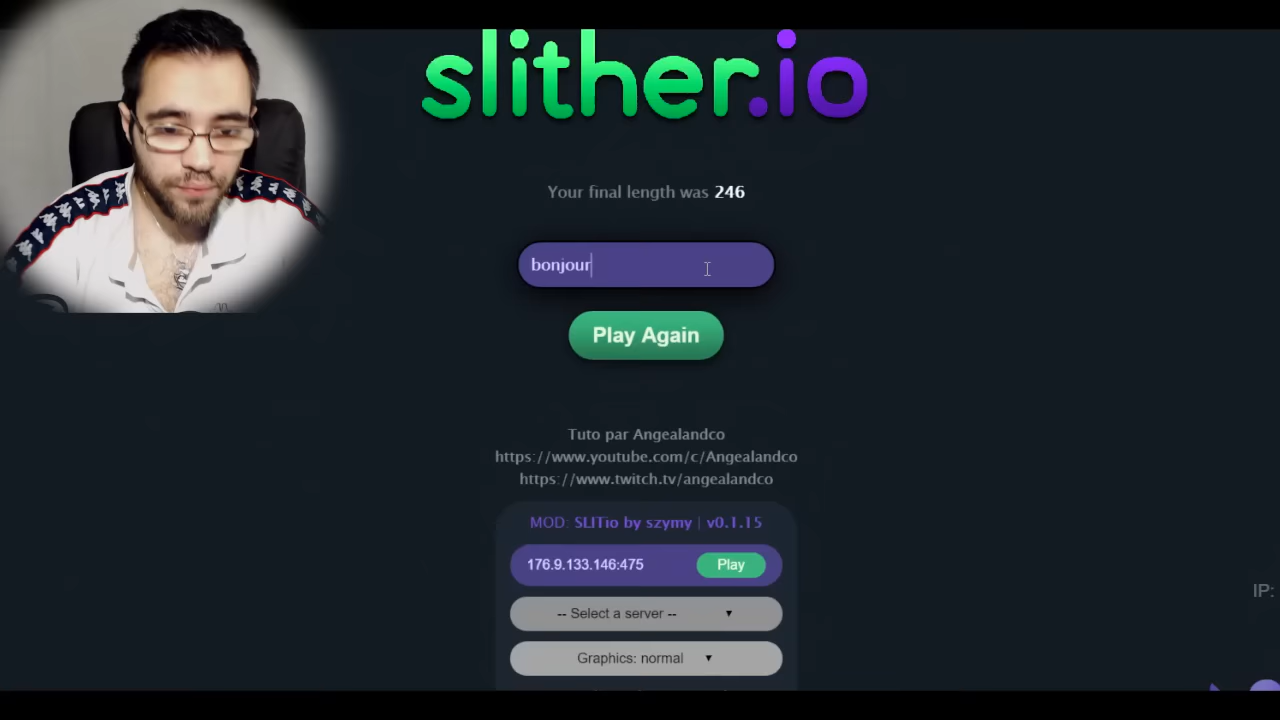 slither.io
Your final length was 246
bonjour
Play Again
Tuto par Angealandco
https://www.youtube.com/c/Angealandco
https://www.twitch.tv/angealandco
MOD: SLITio by szymy | v0.1.15
176.9.133.146:475 Play
-- Select a server --
IP:
Graphics: normal